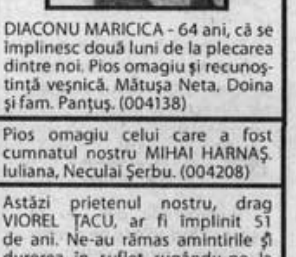 DIACONU MARICICA - 64 ani, că se
împlinesc două luni de la plecarea
dintre noi. Pios omagiu și recunoș-
tință veșnică. Mătușa Neta, Doina
și fam. Panțuș. (004138)
Pios omagiu celui care a fost
cumnatul nostru MIHAI HARNAȘ.
Iuliana, Neculai Șerbu. (004208)
Astăzi prietenul nostru, drag
VIOREL ȚACU, ar fi împlinit 51
de ani. Ne-au rămas amintirile și
durerea în suflet